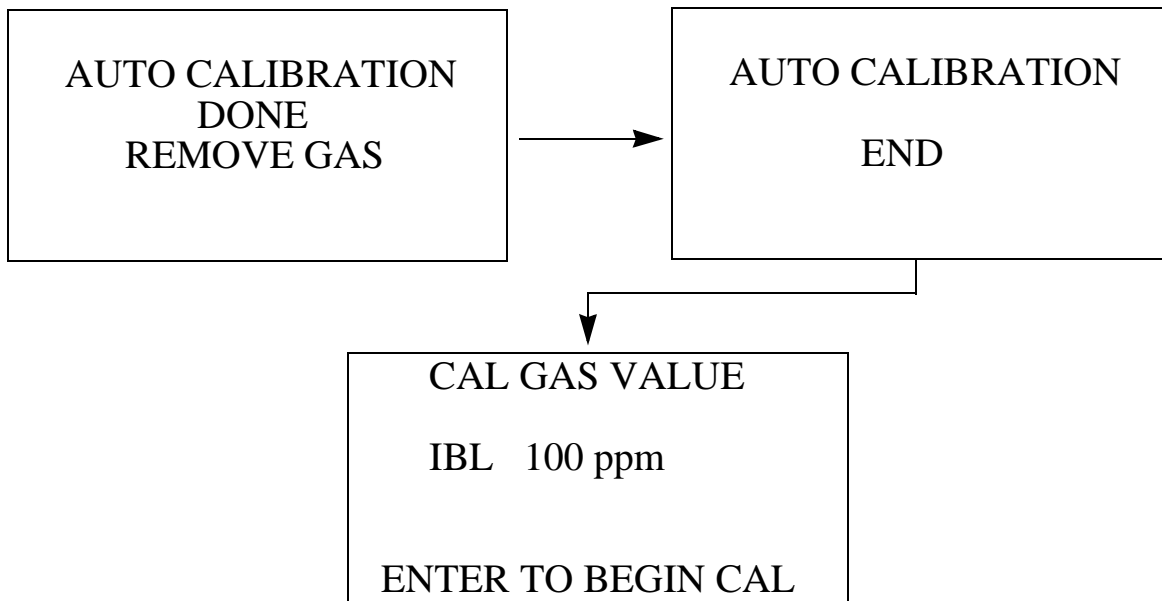 AUTO CALIBRATION
DONE
REMOVE GAS
AUTO CALIBRATION
END
CAL GAS VALUE
IBL 100 ppm
ENTER TO BEGIN CAL